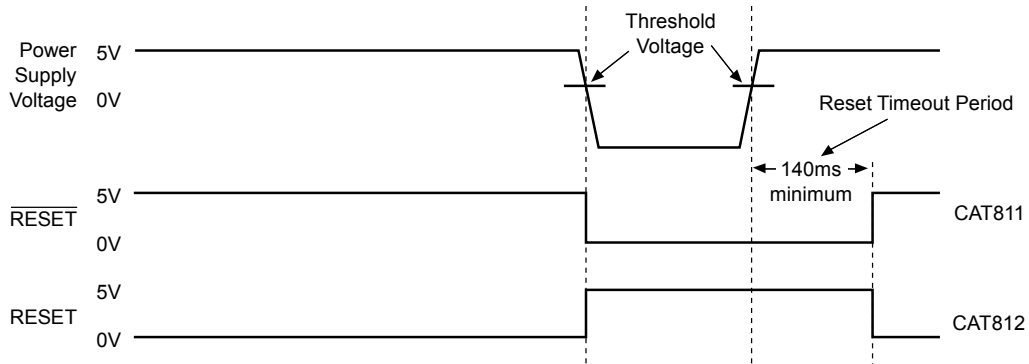 Threshold
Voltage
Power
Supply
Voltage
5V
0V
Reset Timeout Period
140ms
minimum
RESET
5V
0V
CAT811
RESET
5V
0V
CAT812